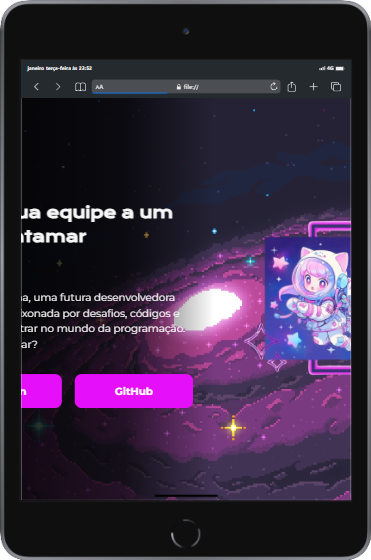 janeiro terça-feira às 23:52
4G
AA
file://
ua equipe a um
tamar
a, uma futura desenvolvedora
xonada por desafios, códigos e
trar no mundo da programação.
ar?
n
GitHub